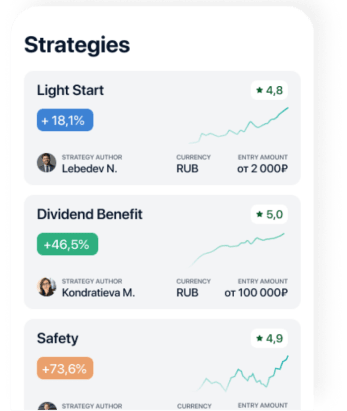 Strategies
Light Start
★ 4,8
+ 18,1%
STRATEGY AUTHOR
Lebedev N.
CURRENCY
RUB
ENTRY AMOUNT
от 2 000₽
Dividend Benefit
★ 5,0
+46,5%
STRATEGY AUTHOR
Kondratieva M.
CURRENCY
RUB
ENTRY AMOUNT
от 100 000₽
Safety
★ 4,9
+73,6%
STRATEGY AUTHOR
CURRENCY
ENTRY AMOUNT